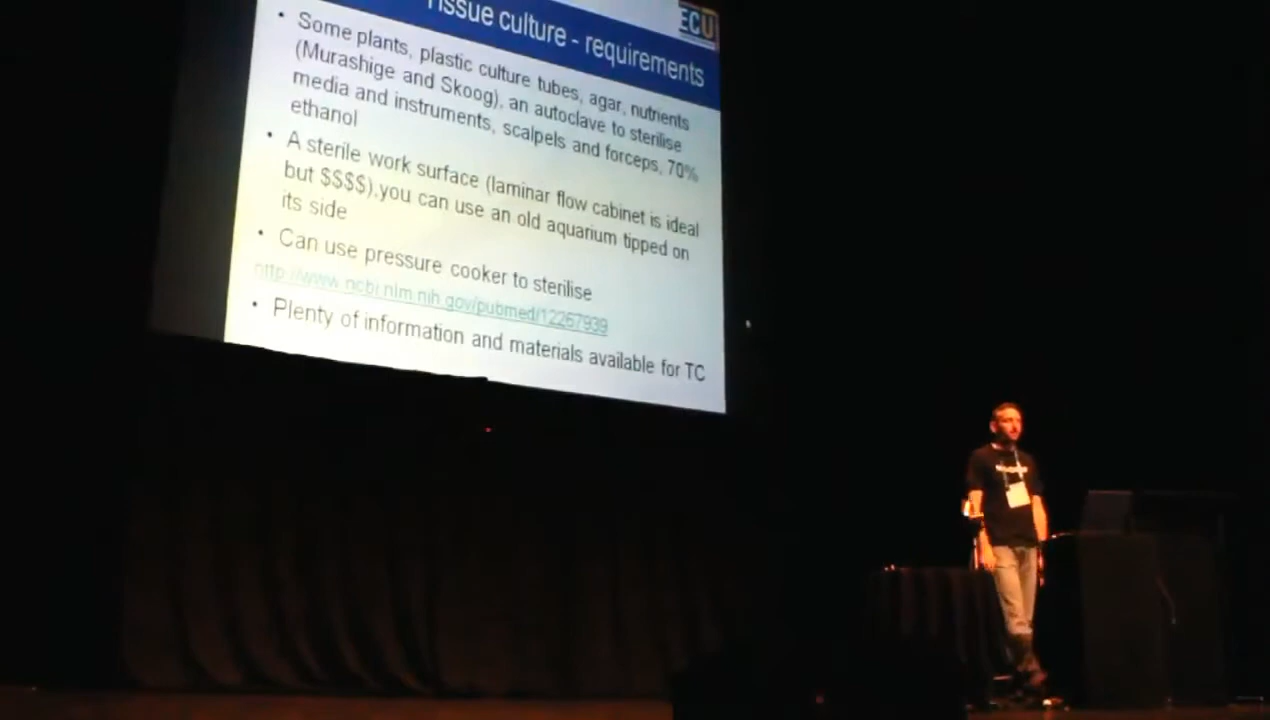 Tissue culture - requirements
ECU
• Some plants, plastic culture tubes, agar, nutrients
(Murashige and Skoog), an autoclave to sterilise
media and instruments, scalpels and forceps, 70%
ethanol
• A sterile work surface (laminar flow cabinet is ideal
but $$$$),you can use an old aquarium tipped on
its side
• Can use pressure cooker to sterilise
http://www.ncbi.nlm.nih.gov/pubmed/12267939
• Plenty of information and materials available for TC